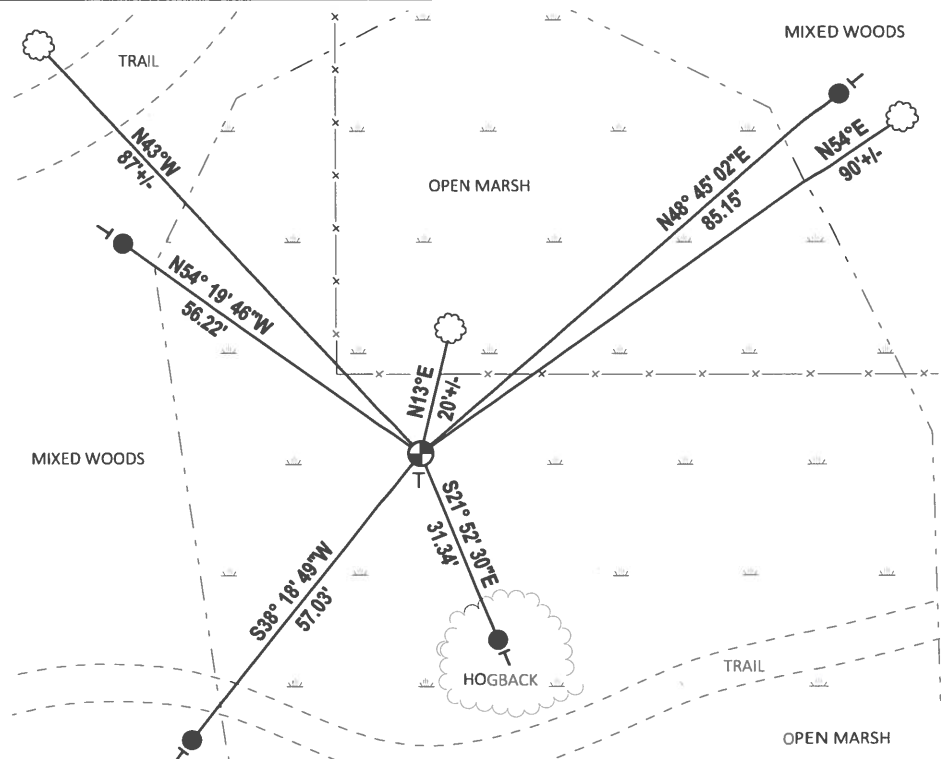 MIXED WOODS
TRAIL
N43°W
87'+/-
N54°E
90'+/-
OPEN MARSH
N48° 45' 02"E
85.15'
N54° 19' 46"W
56.22'
N13°E
20'+/-
MIXED WOODS
T
S21° 52' 30"E
31.34'
S38° 18' 49"W
57.03'
TRAIL
HOGBACK
OPEN MARSH